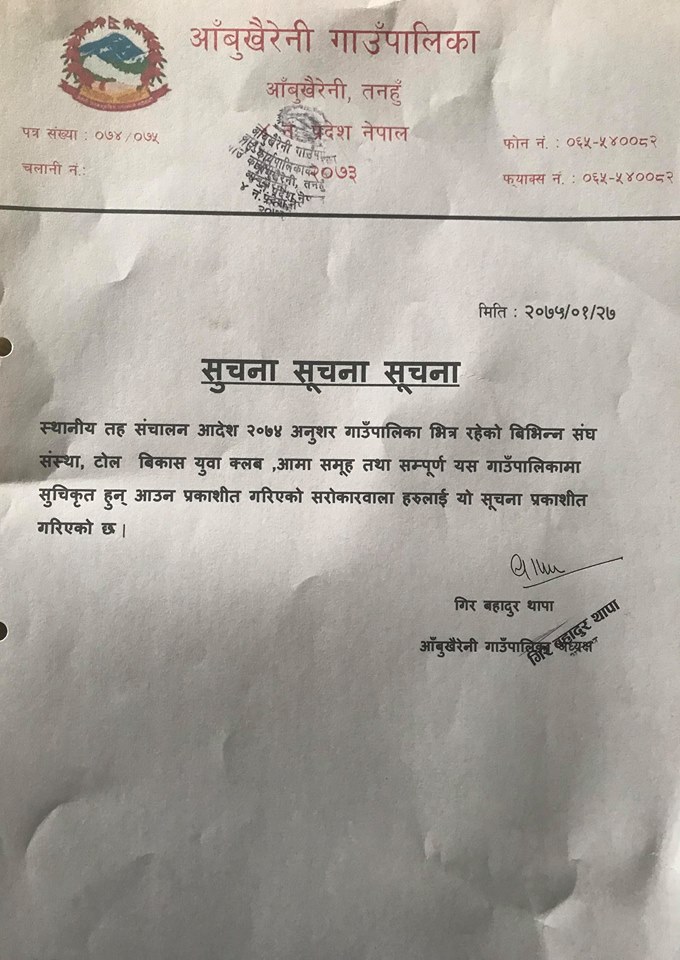 आँबुखैरेनी गाउँपालिका
आँबुखैरेनी, तनहुँ
नं. प्रदेश नेपाल
२०७३
पत्र संख्या : ०७४/०७५
चलानी नं.:
फोन नं. : ०६५-५४००८२
फ्याक्स नं. : ०६५-५४००८२
मिति : २०७५/०१/२७
सुचना सूचना सूचना
स्थानीय तह संचालन आदेश २०७४ अनुशर गाउँपालिका भित्र रहेको बिभिन्न संघ
संस्था, टोल बिकास युवा क्लब ,आमा समूह तथा सम्पूर्ण यस गाउँपालिकामा
सुचिकृत हुन् आउन प्रकाशीत गरिएको सरोकारवाला हरुलाई यो सूचना प्रकाशीत
गरिएको छ |
गिर बहादुर थापा
आँबुखैरेनी गाउँपालिका अध्यक्ष
गिर बहादुर थापा